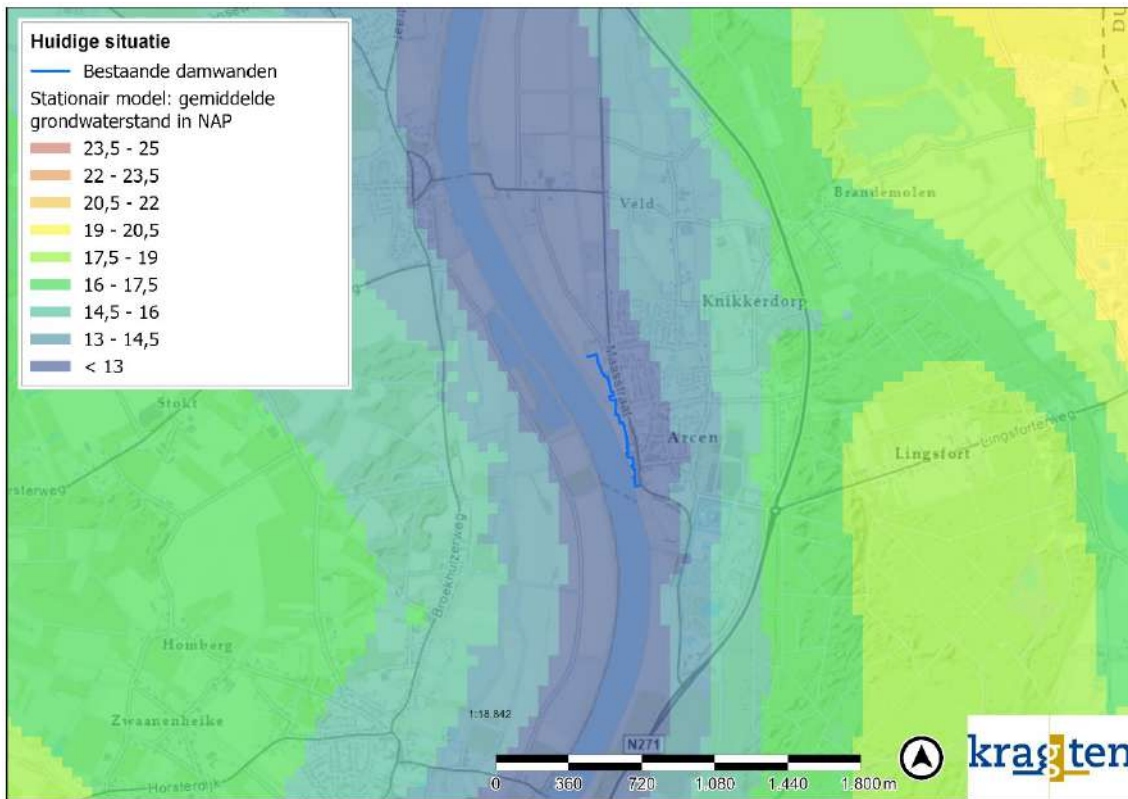 Huidige situatie
Bestaande damwanden
Stationair model: gemiddelde
grondwaterstand in NAP
23,5 - 25
22 - 23,5
20,5 - 22
19 - 20,5
17,5 - 19
16 - 17,5
14,5 - 16
13 - 14,5
< 13
Brandemolen
Veld
Knikkerdorp
Maasstraat
Stokt
Arcen
Lingsforterweg
Lingsfort
Broekhuizerweg
Homberg
Zwaanenheike
1:18.842
N271
Horsterdijk
0 360 720 1.080 1.440 1.800 m
kragten